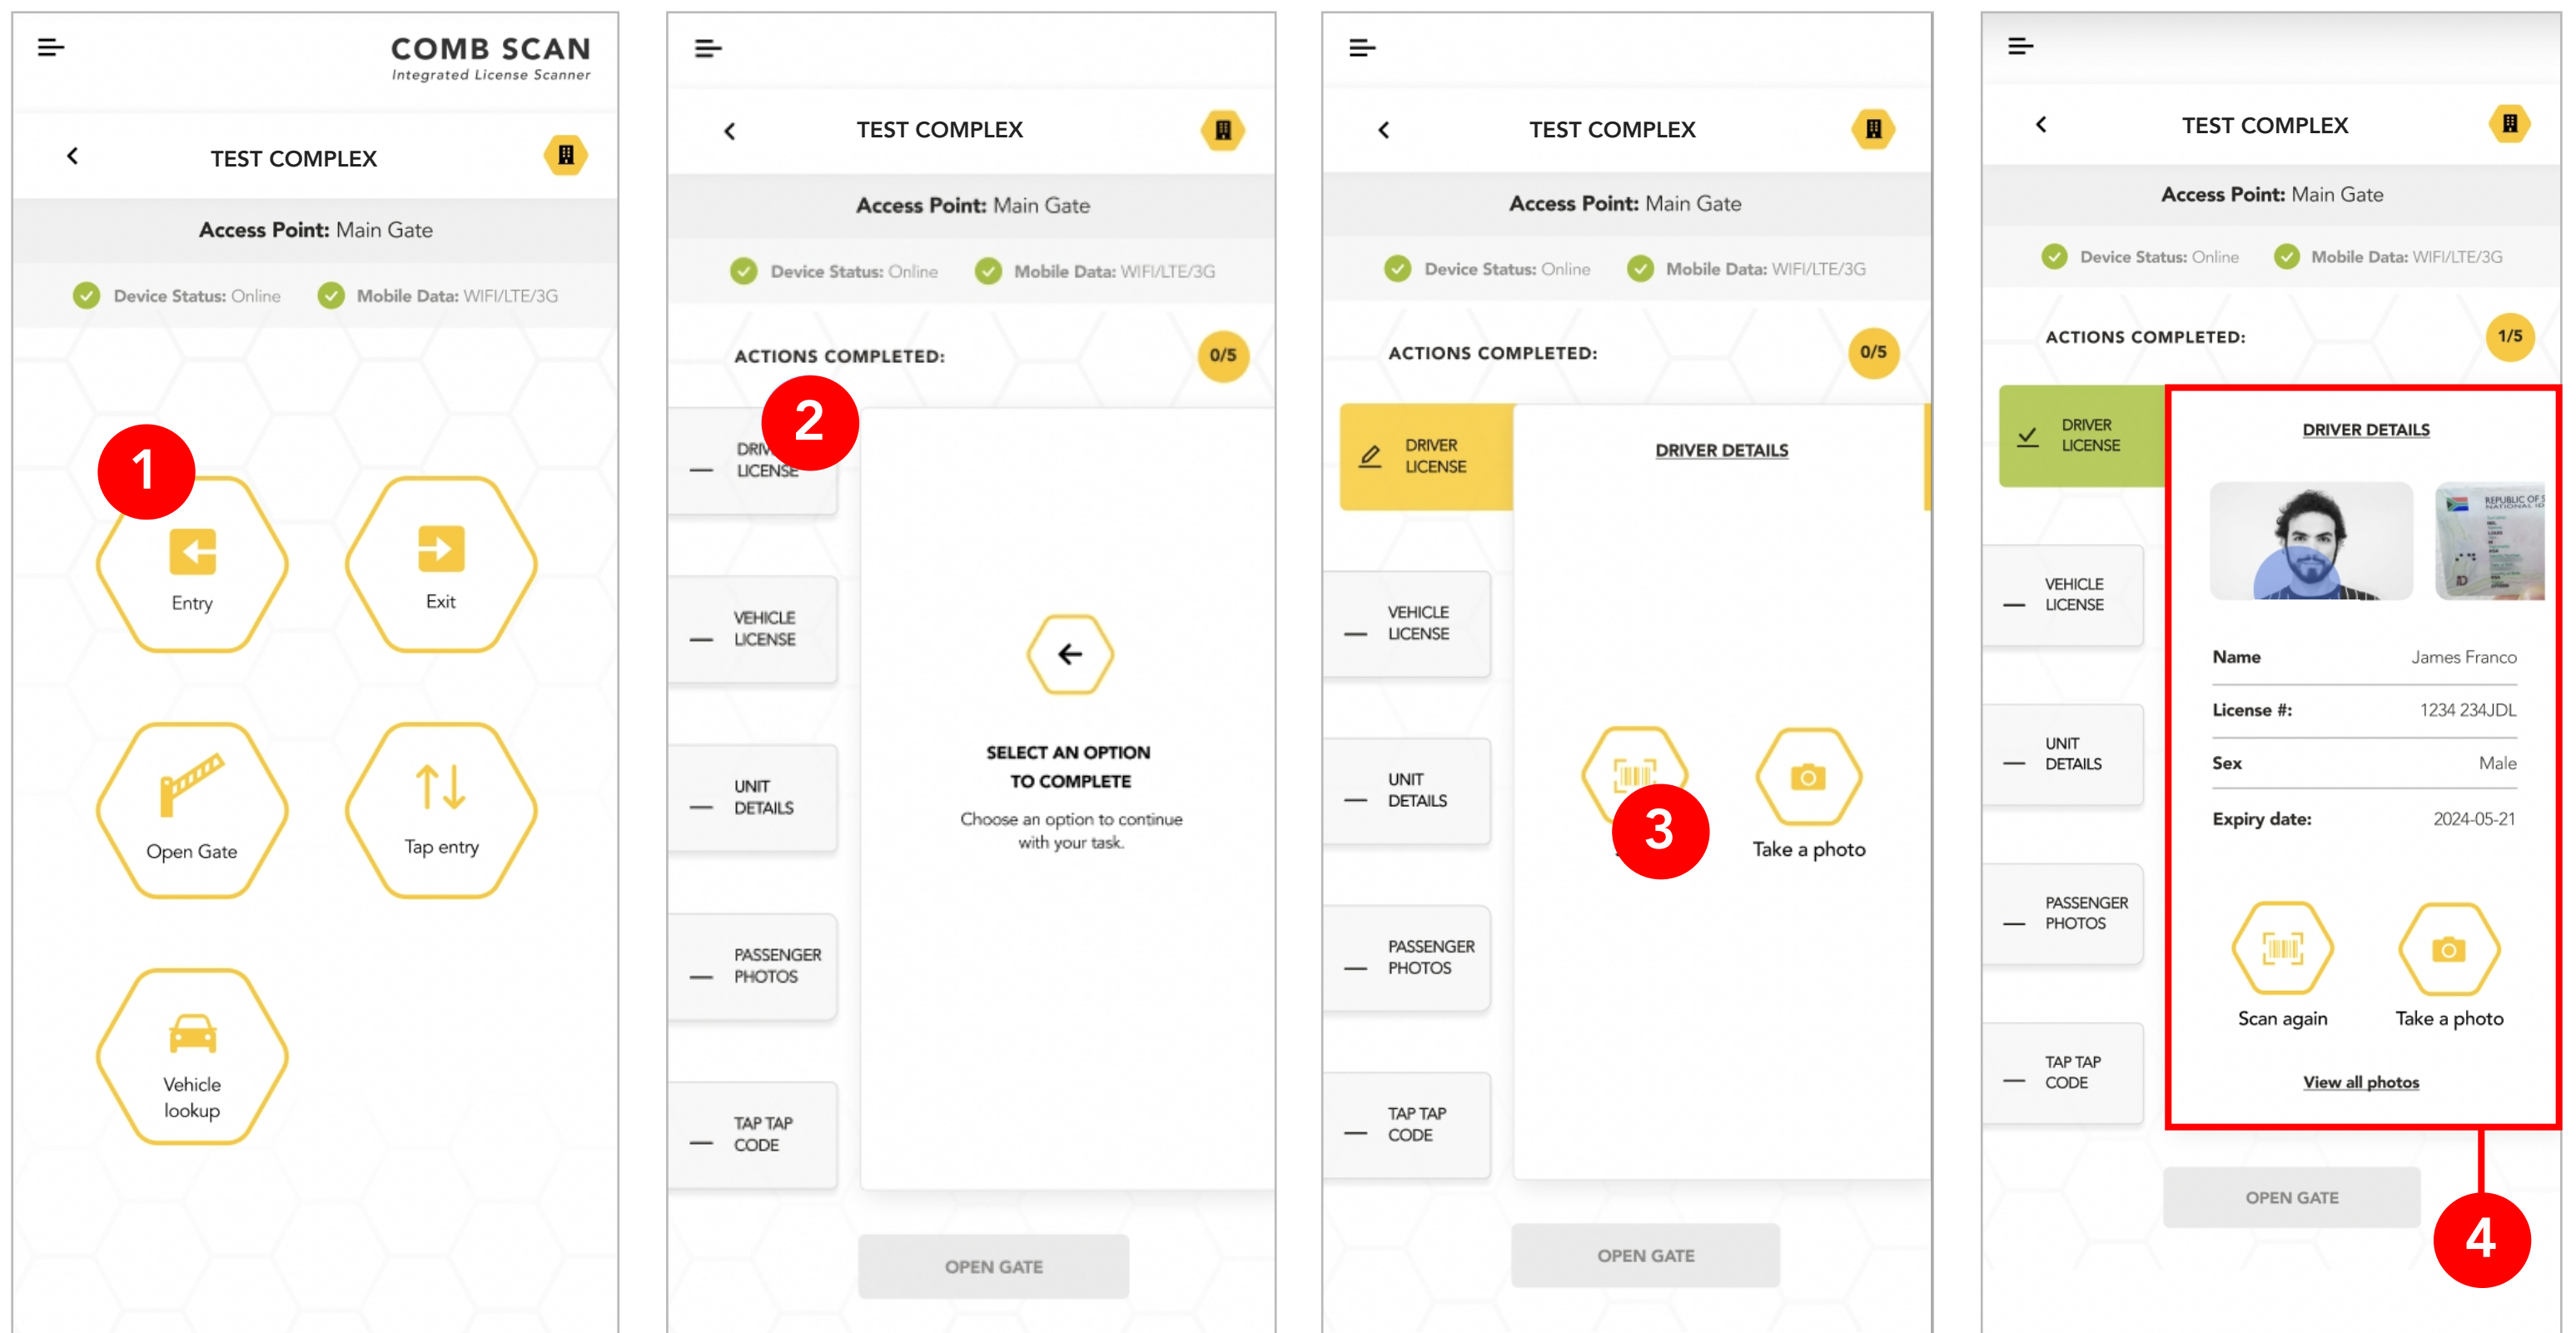 COMB SCAN
Integrated License Scanner
TEST COMPLEX
Access Point: Main Gate
Device Status: Online
Mobile Data: WIFI/LTE/3G
1
Entry
Exit
Open Gate
Tap entry
Vehicle
lookup
TEST COMPLEX
Access Point: Main Gate
Device Status: Online
Mobile Data: WIFI/LTE/3G
ACTIONS COMPLETED:
0/5
2
LICENSE
VEHICLE
LICENSE
UNIT
DETAILS
PASSENGER
PHOTOS
TAP TAP
CODE
SELECT AN OPTION
TO COMPLETE
Choose an option to continue
with your task.
OPEN GATE
TEST COMPLEX
Access Point: Main Gate
Device Status: Online
Mobile Data: WIFI/LTE/3G
ACTIONS COMPLETED:
0/5
DRIVER
LICENSE
VEHICLE
LICENSE
UNIT
DETAILS
PASSENGER
PHOTOS
TAP TAP
CODE
DRIVER DETAILS
3
Take a photo
OPEN GATE
TEST COMPLEX
Access Point: Main Gate
Device Status: Online
Mobile Data: WIFI/LTE/3G
ACTIONS COMPLETED:
1/5
DRIVER
LICENSE
VEHICLE
LICENSE
UNIT
DETAILS
PASSENGER
PHOTOS
TAP TAP
CODE
DRIVER DETAILS
REPUBLIC OF
NATIONAL
Name James Franco
License #: 1234 234JDL
Sex Male
Expiry date: 2024-05-21
Scan again
Take a photo
View all photos
OPEN GATE
4